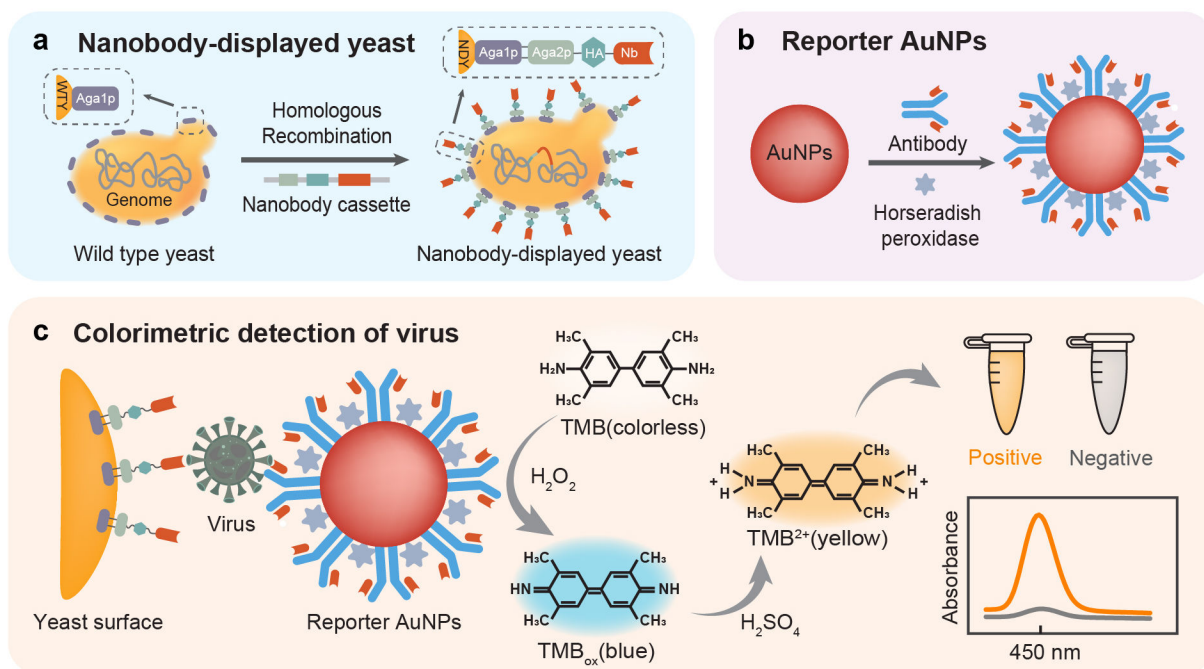 a Nanobody-displayed yeast
WTY Aga1p
NDY Aga1p Aga2p HA Nb
Genome
Wild type yeast
Homologous
Recombination
Nanobody cassette
Nanobody-displayed yeast
b Reporter AuNPs
AuNPs
Antibody
Horseradish
peroxidase
c Colorimetric detection of virus
Yeast surface
Virus
Reporter AuNPs
H₃C CH₃
H₂N NH₂
H₃C CH₃
TMB(colorless)
H₂O₂
H₃C CH₃
HN NH
H₃C CH₃
TMBₒₓ(blue)
H₂SO₄
H₃C CH₃
H H
+ N N +
H H
H₃C CH₃
TMB²⁺(yellow)
Positive Negative
Absorbance
450 nm